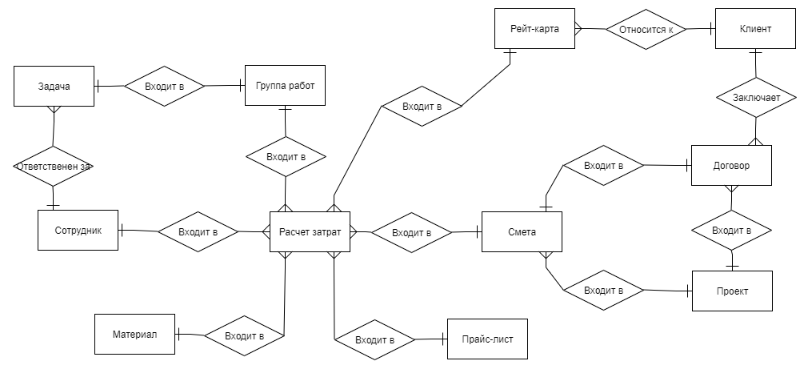 Рейт-карта
Относится к
Клиент
Задача
Входит в
Группа работ
Входит в
Заключает
Ответственен за
Входит в
Входит в
Договор
Сотрудник
Входит в
Расчет затрат
Входит в
Смета
Входит в
Входит в
Проект
Материал
Входит в
Входит в
Прайс-лист